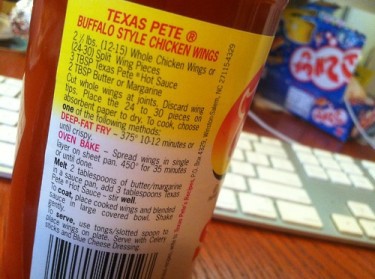 TEXAS PETE ®
BUFFALO STYLE CHICKEN WINGS
2 ½ lbs. (12-15) Whole Chicken Wings or
(24-30) Split Wing Pieces
3 TBSP Texas Pete® Hot Sauce
2 TBSP Butter or Margarine
Cut whole wings at joints. Discard wing
tips. Place the 24 to 30 pieces on
absorbent paper to dry. To cook, choose
one of the following methods:
DEEP-FAT FRY – 375° 10-12 minutes or
until crispy.
OVEN BAKE – Spread wings in single
layer on sheet pan. 450° for 35 minutes
or until done.
Melt 2 tablespoons of butter/margarine
in a sauce pan, add 3 tablespoons Texas
Pete® Hot Sauce - stir well.
To coat, place cooked wings and blended
sauce in large covered bowl. Shake
gently.
To serve, use tongs/slotted spoon to
place wings on plate. Serve with Celery
sticks and Blue Cheese Dressing.
Winston-Salem, NC 27115-4329